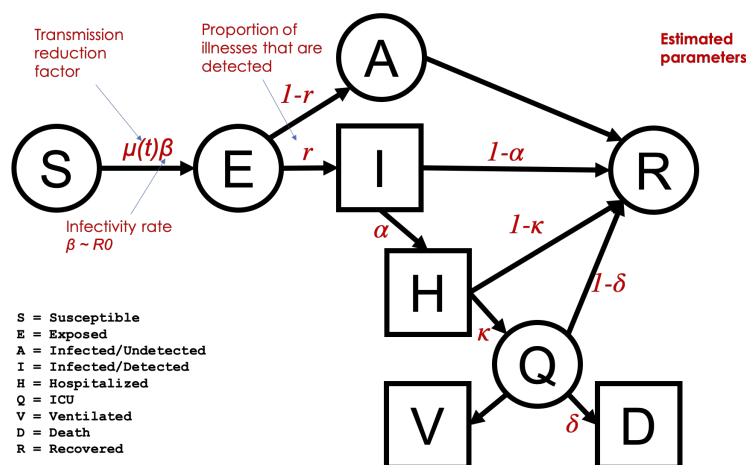 Transmission
reduction
factor
Proportion of
illnesses that are
detected
Estimated
parameters
A
1-r
S
μ(t)β
E
r
I
1-α
R
Infectivity rate
β ~ R0
α
H
1-κ
κ
1-δ
Q
V
δ
D
S = Susceptible
E = Exposed
A = Infected/Undetected
I = Infected/Detected
H = Hospitalized
Q = ICU
V = Ventilated
D = Death
R = Recovered